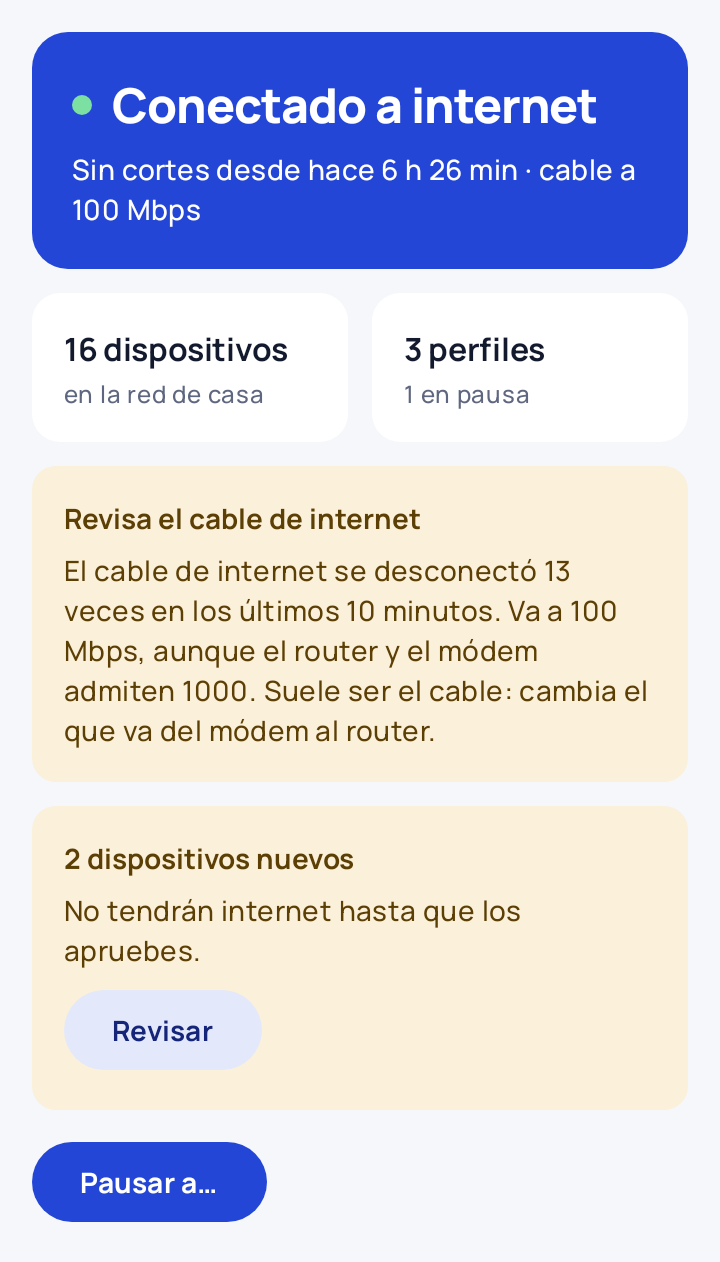 Conectado a internet
Sin cortes desde hace 6 h 26 min · cable a
100 Mbps
16 dispositivos
en la red de casa
3 perfiles
1 en pausa
Revisa el cable de internet
El cable de internet se desconectó 13
veces en los últimos 10 minutos. Va a 100
Mbps, aunque el router y el módem
admiten 1000. Suele ser el cable: cambia el
que va del módem al router.
2 dispositivos nuevos
No tendrán internet hasta que los
apruebes.
Revisar
Pausar a…